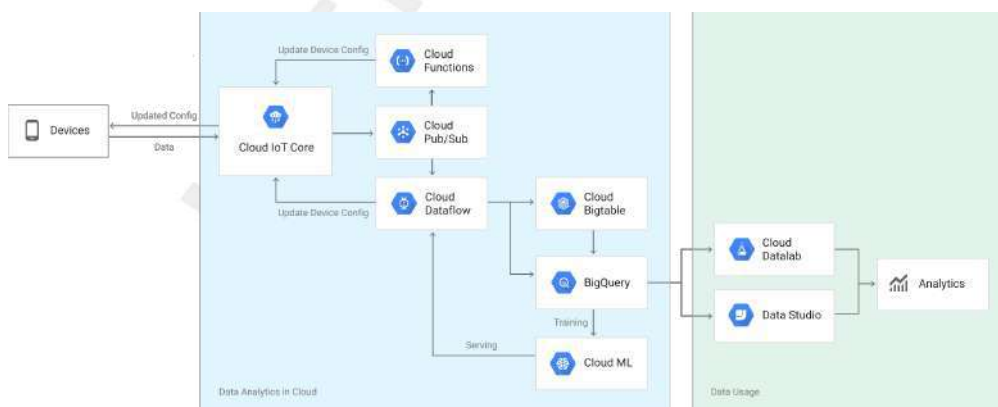 Update Device Config
Cloud
Functions
Devices
Updated Config
Data
Cloud IoT Core
Cloud
Pub/Sub
Update Device Config
Cloud
Dataflow
Cloud
Bigtable
BigQuery
Training
Serving
Cloud ML
Data Analytics in Cloud
Cloud
Datalab
Data Studio
Analytics
Data Usage